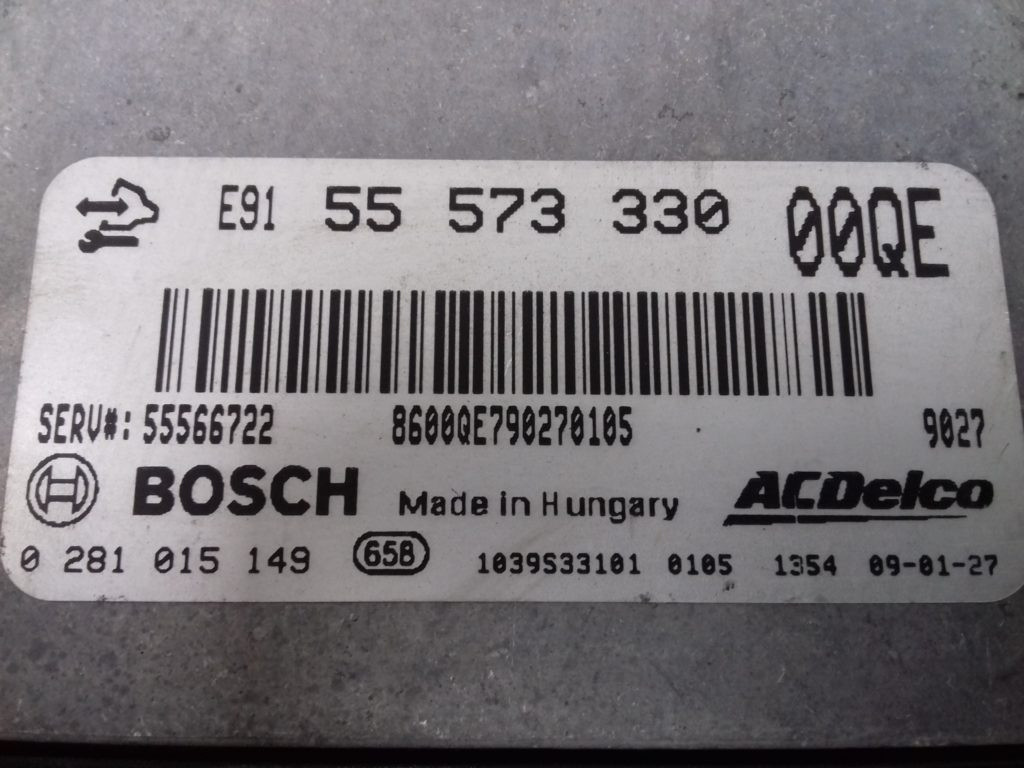 E91 55 573 330 00QE
SERV#: 55566722 8600QE790270105 9027
BOSCH Made in Hungary ACDelco
0 281 015 149 65B 1039S33101 0105 1354 09-01-27